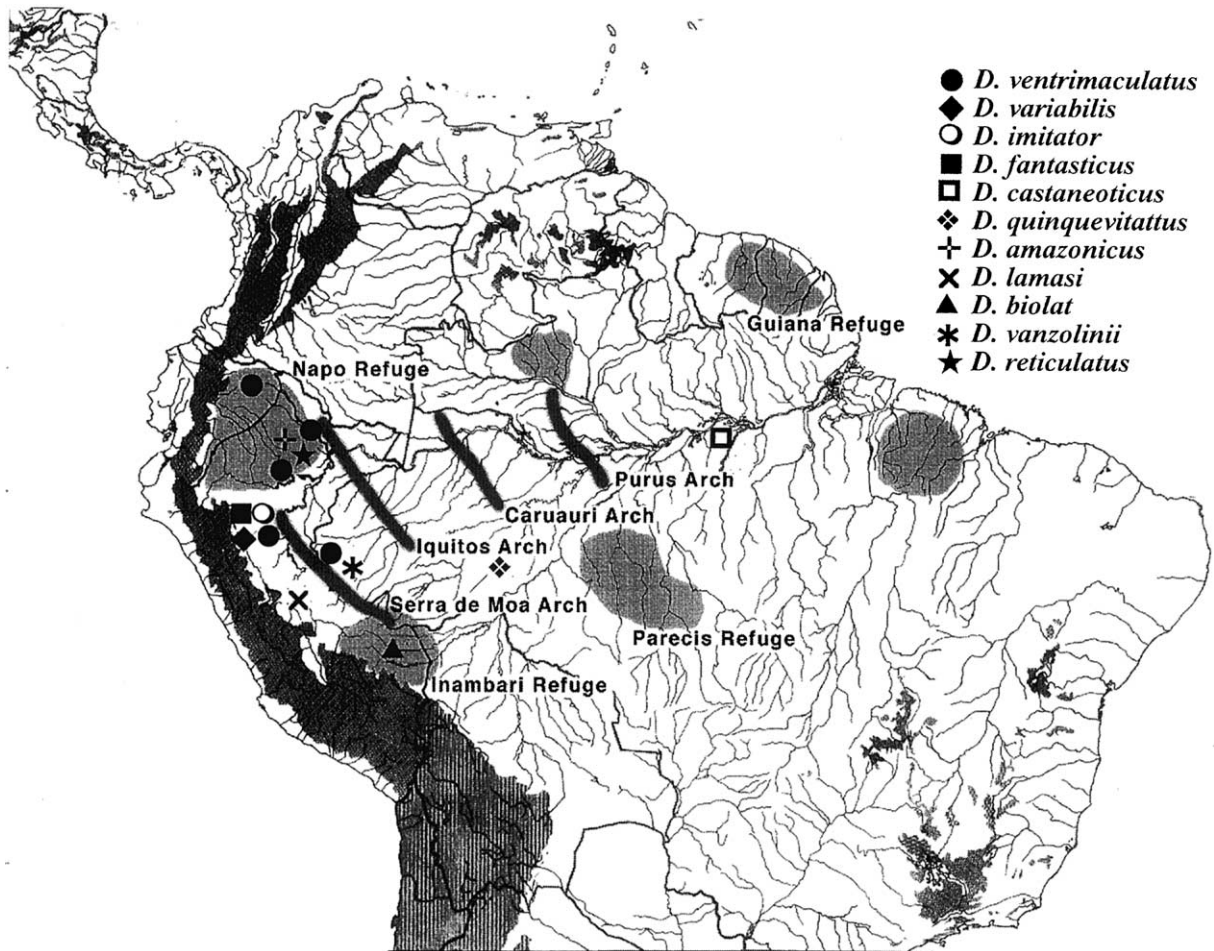 D. ventrimaculatus
D. variabilis
D. imitator
D. fantasticus
D. castaneoticus
D. quinquevitattus
D. amazonicus
D. lamasi
D. biolat
D. vanzolinii
D. reticulatus
Guiana Refuge
Napo Refuge
Purus Arch
Caruauri Arch
Iquitos Arch
Serra de Moa Arch
Parecis Refuge
Inambari Refuge